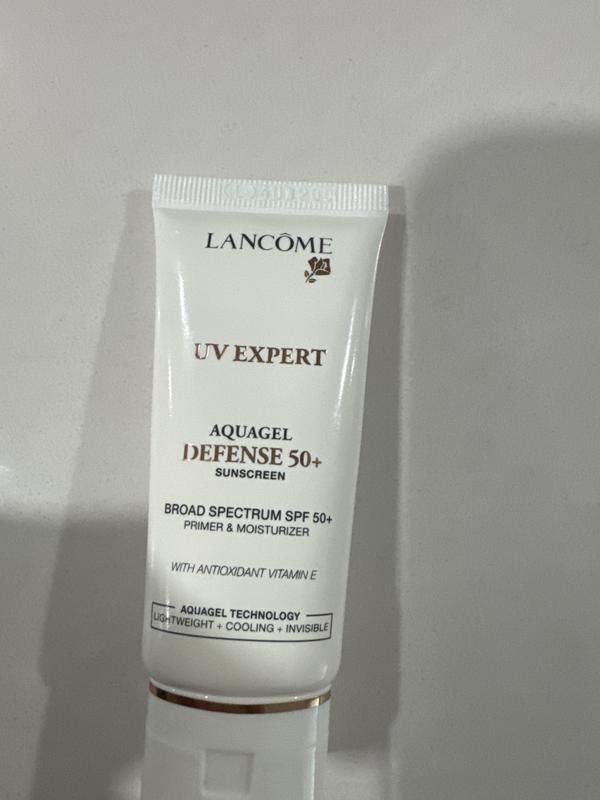 LANCÔME
UV EXPERT
AQUAGEL
DEFENSE 50+
SUNSCREEN
BROAD SPECTRUM SPF 50+
PRIMER & MOISTURIZER
WITH ANTIOXIDANT VITAMIN E
AQUAGEL TECHNOLOGY
LIGHTWEIGHT + COOLING + INVISIBLE